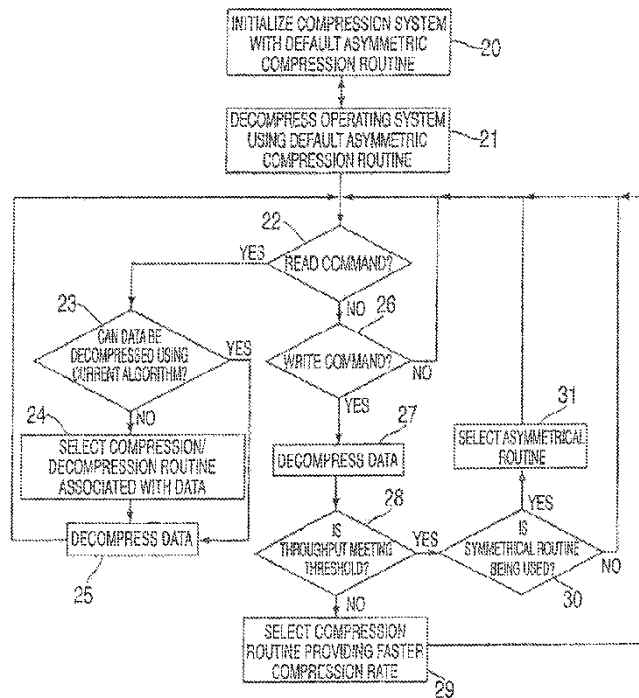 INITIALIZE COMPRESSION SYSTEM
WITH DEFAULT ASYMMETRIC
COMPRESSION ROUTINE
20
DECOMPRESS OPERATING SYSTEM
USING DEFAULT ASYMMETRIC
COMPRESSION ROUTINE
21
22
YES
READ COMMAND?
NO
23
CAN DATA BE
DECOMPRESSED USING
CURRENT ALGORITHM?
YES
NO
26
WRITE COMMAND?
NO
YES
24
SELECT COMPRESSION/
DECOMPRESSION ROUTINE
ASSOCIATED WITH DATA
27
DECOMPRESS DATA
31
SELECT ASYMMETRICAL
ROUTINE
DECOMPRESS DATA
25
28
IS
THROUGHPUT MEETING
THRESHOLD?
YES
NO
YES
IS
SYMMETRICAL ROUTINE
BEING USED?
NO
30
SELECT COMPRESSION
ROUTINE PROVIDING FASTER
COMPRESSION RATE
29